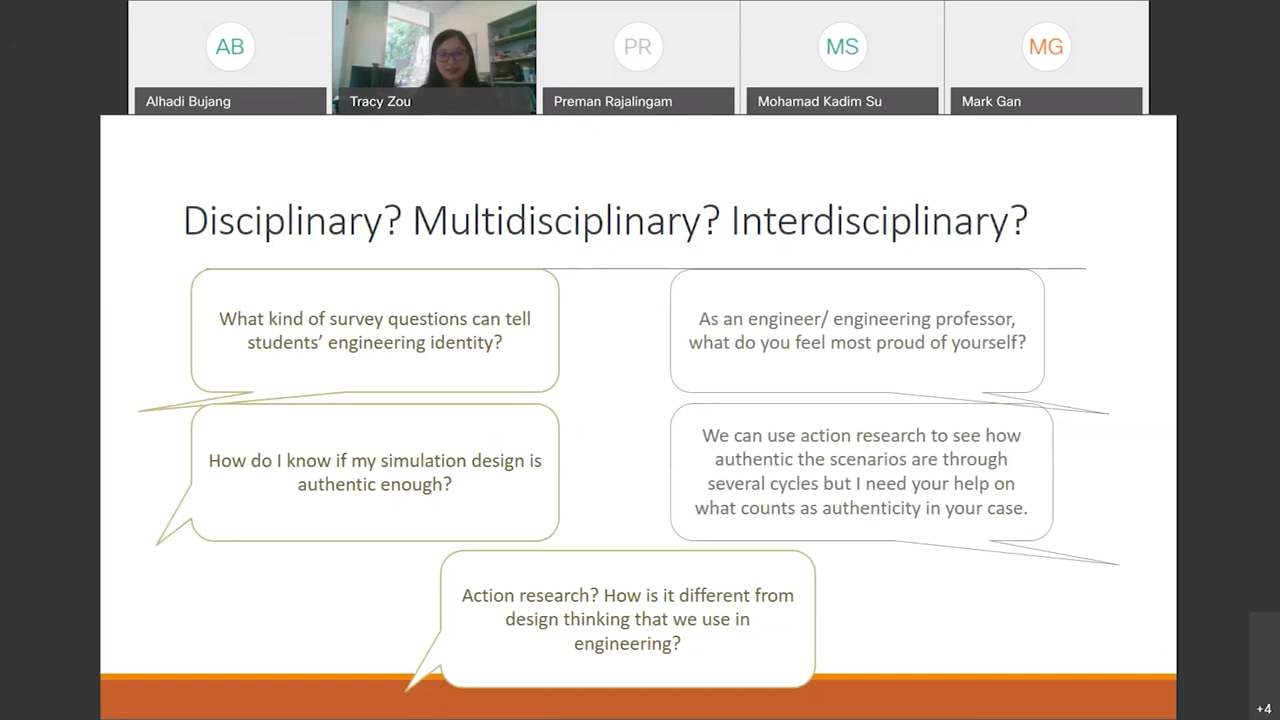 AB
PR
MS
MG
Alhadi Bujang
Tracy Zou
Preman Rajalingam
Mohamad Kadim Su
Mark Gan
Disciplinary? Multidisciplinary? Interdisciplinary?
What kind of survey questions can tell
students’ engineering identity?
As an engineer/ engineering professor,
what do you feel most proud of yourself?
How do I know if my simulation design is
authentic enough?
We can use action research to see how
authentic the scenarios are through
several cycles but I need your help on
what counts as authenticity in your case.
Action research? How is it different from
design thinking that we use in
engineering?
+4